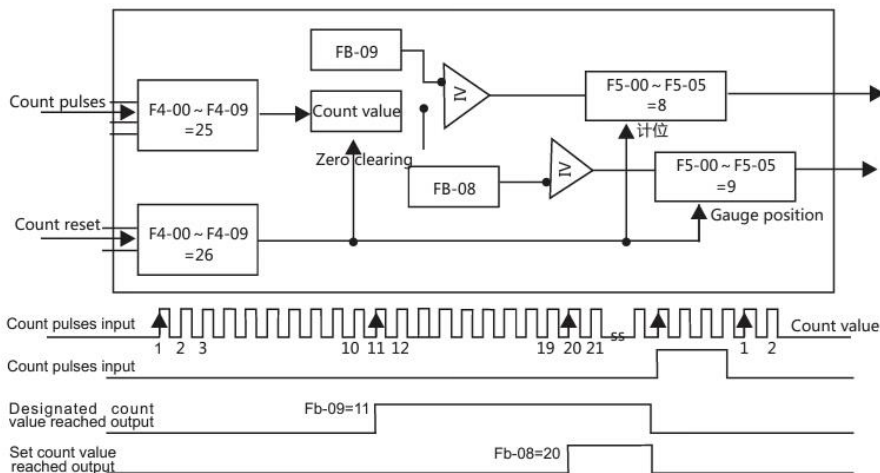 FB-09
Count pulses
F4-00～F4-09
=25
Count value
F5-00～F5-05
=8
≥
Zero clearing
计位
FB-08
≥
F5-00～F5-05
=9
Gauge position
Count reset
F4-00～F4-09
=26
Count pulses input
Count value
1 2 3 10 11 12 19 20 21 ss 1 2
Count pulses input
Designated count
value reached output
Fb-09=11
Set count value
reached output
Fb-08=20